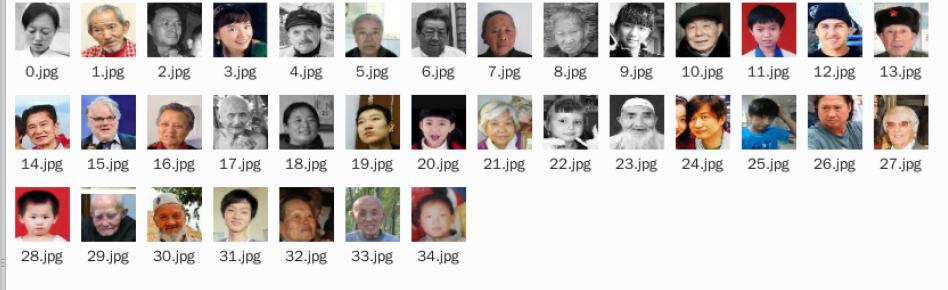 0.jpg 1.jpg 2.jpg 3.jpg 4.jpg 5.jpg 6.jpg 7.jpg 8.jpg 9.jpg 10.jpg 11.jpg 12.jpg 13.jpg
14.jpg 15.jpg 16.jpg 17.jpg 18.jpg 19.jpg 20.jpg 21.jpg 22.jpg 23.jpg 24.jpg 25.jpg 26.jpg 27.jpg
28.jpg 29.jpg 30.jpg 31.jpg 32.jpg 33.jpg 34.jpg